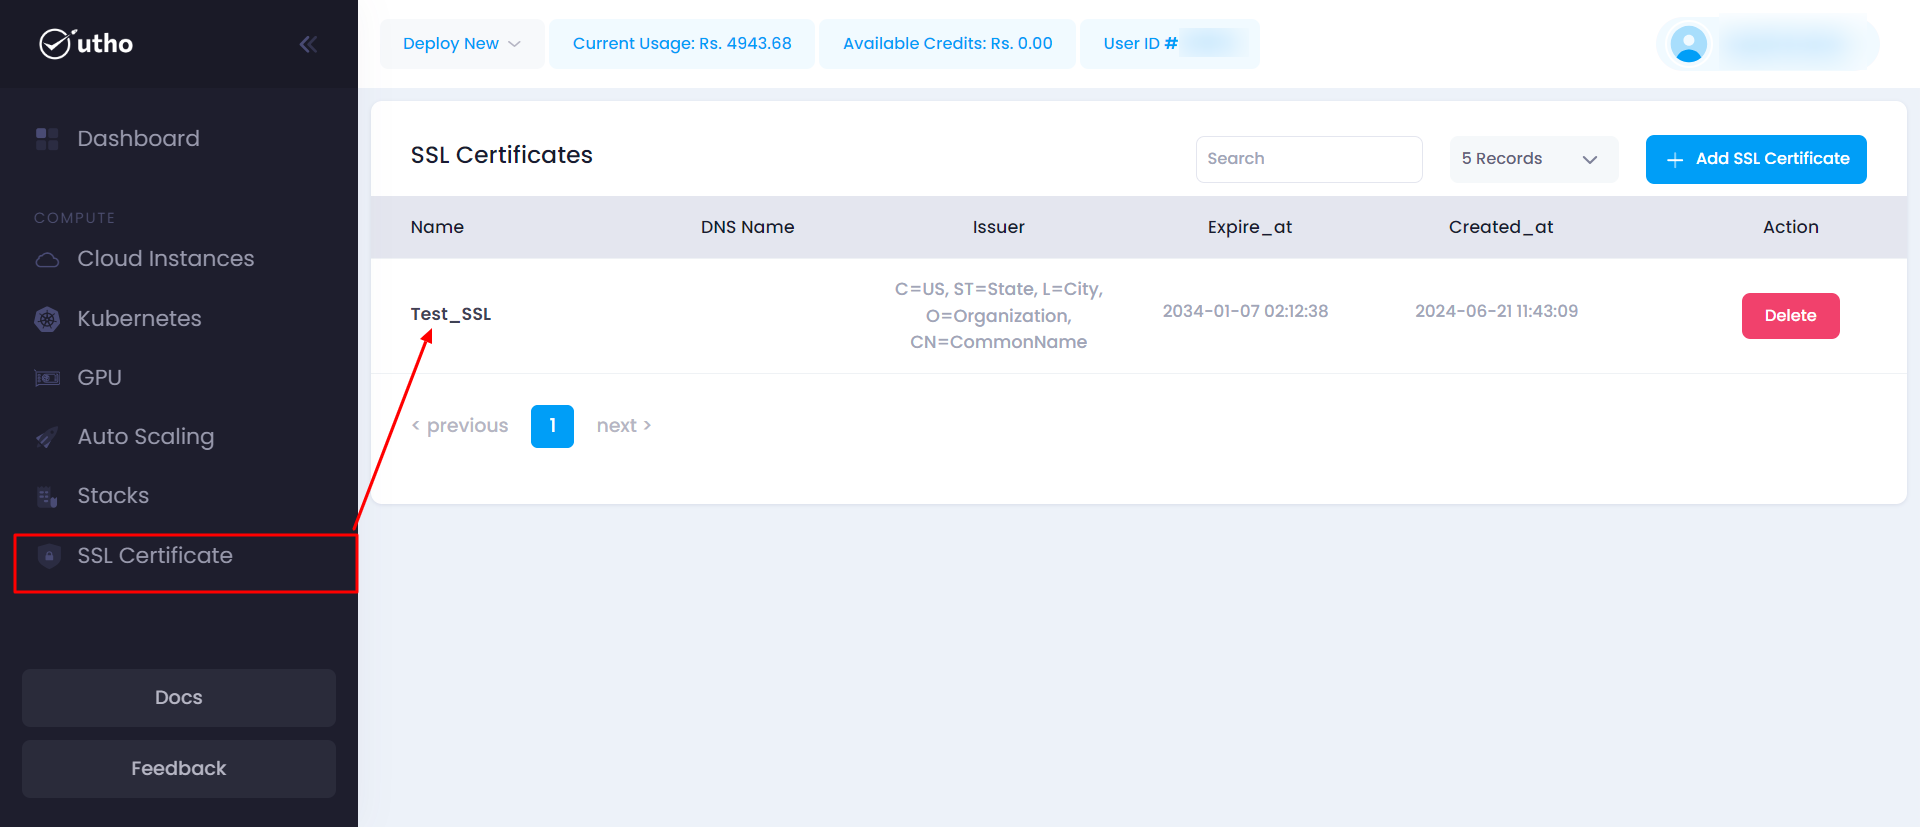 utho
Deploy New
Current Usage: Rs. 4943.68
Available Credits: Rs. 0.00
User ID #
Dashboard
COMPUTE
Cloud Instances
Kubernetes
GPU
Auto Scaling
Stacks
SSL Certificate
Docs
Feedback
SSL Certificates
Search
5 Records
+ Add SSL Certificate
Name DNS Name Issuer Expire_at Created_at Action
Test_SSL
C=US, ST=State, L=City,
O=Organization,
CN=CommonName
2034-01-07 02:12:38
2024-06-21 11:43:09
Delete
< previous 1 next >